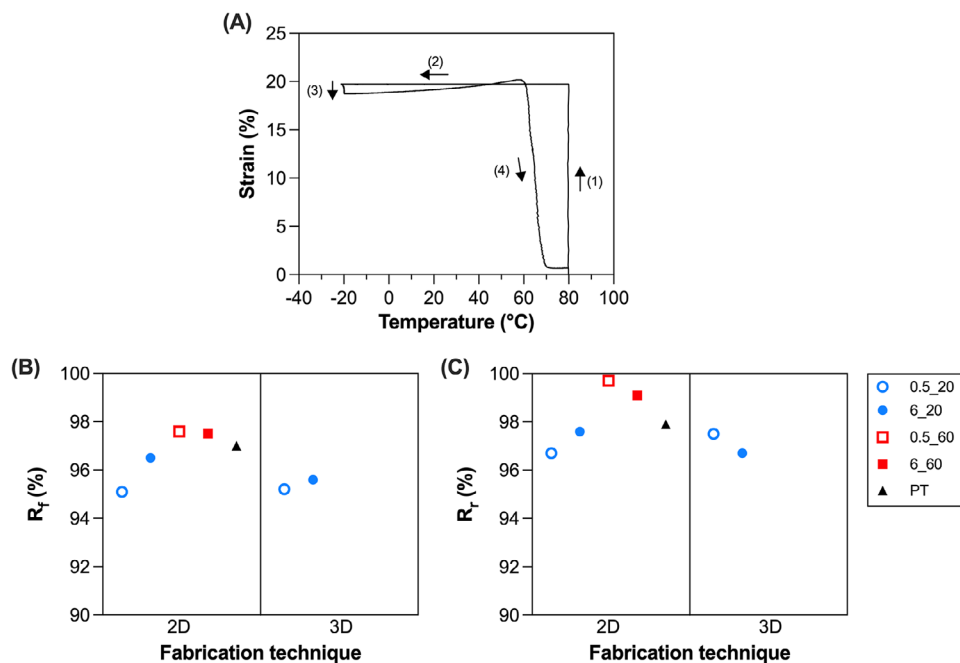 (A)
25
20
15
10
5
0
Strain (%)
(2)
(3)
(4)
(1)
-40 -20 0 20 40 60 80 100
Temperature (°C)
(B)
100
98
96
94
92
90
Rf (%)
2D 3D
Fabrication technique
(C)
100
98
96
94
92
90
Rr (%)
2D 3D
Fabrication technique
0.5_20
6_20
0.5_60
6_60
PT